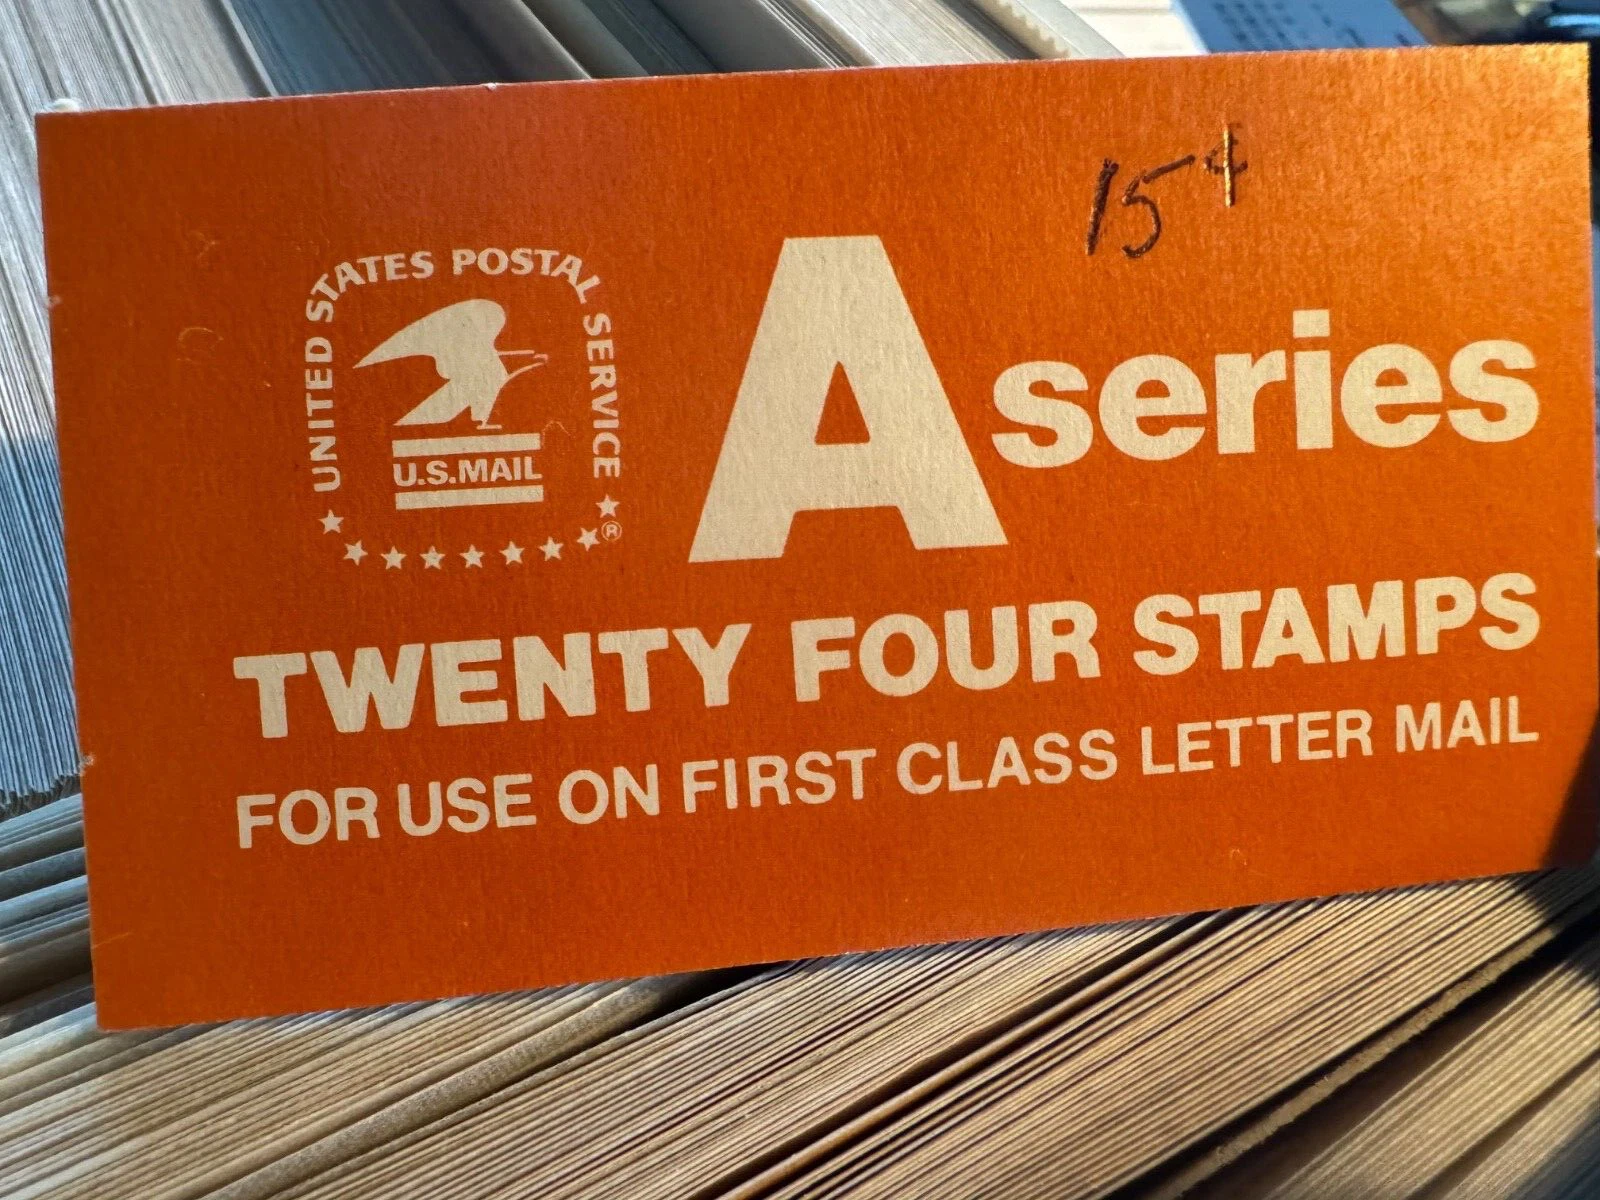 15¢
UNITED STATES POSTAL SERVICE ®
U.S.MAIL
A series
TWENTY FOUR STAMPS
FOR USE ON FIRST CLASS LETTER MAIL